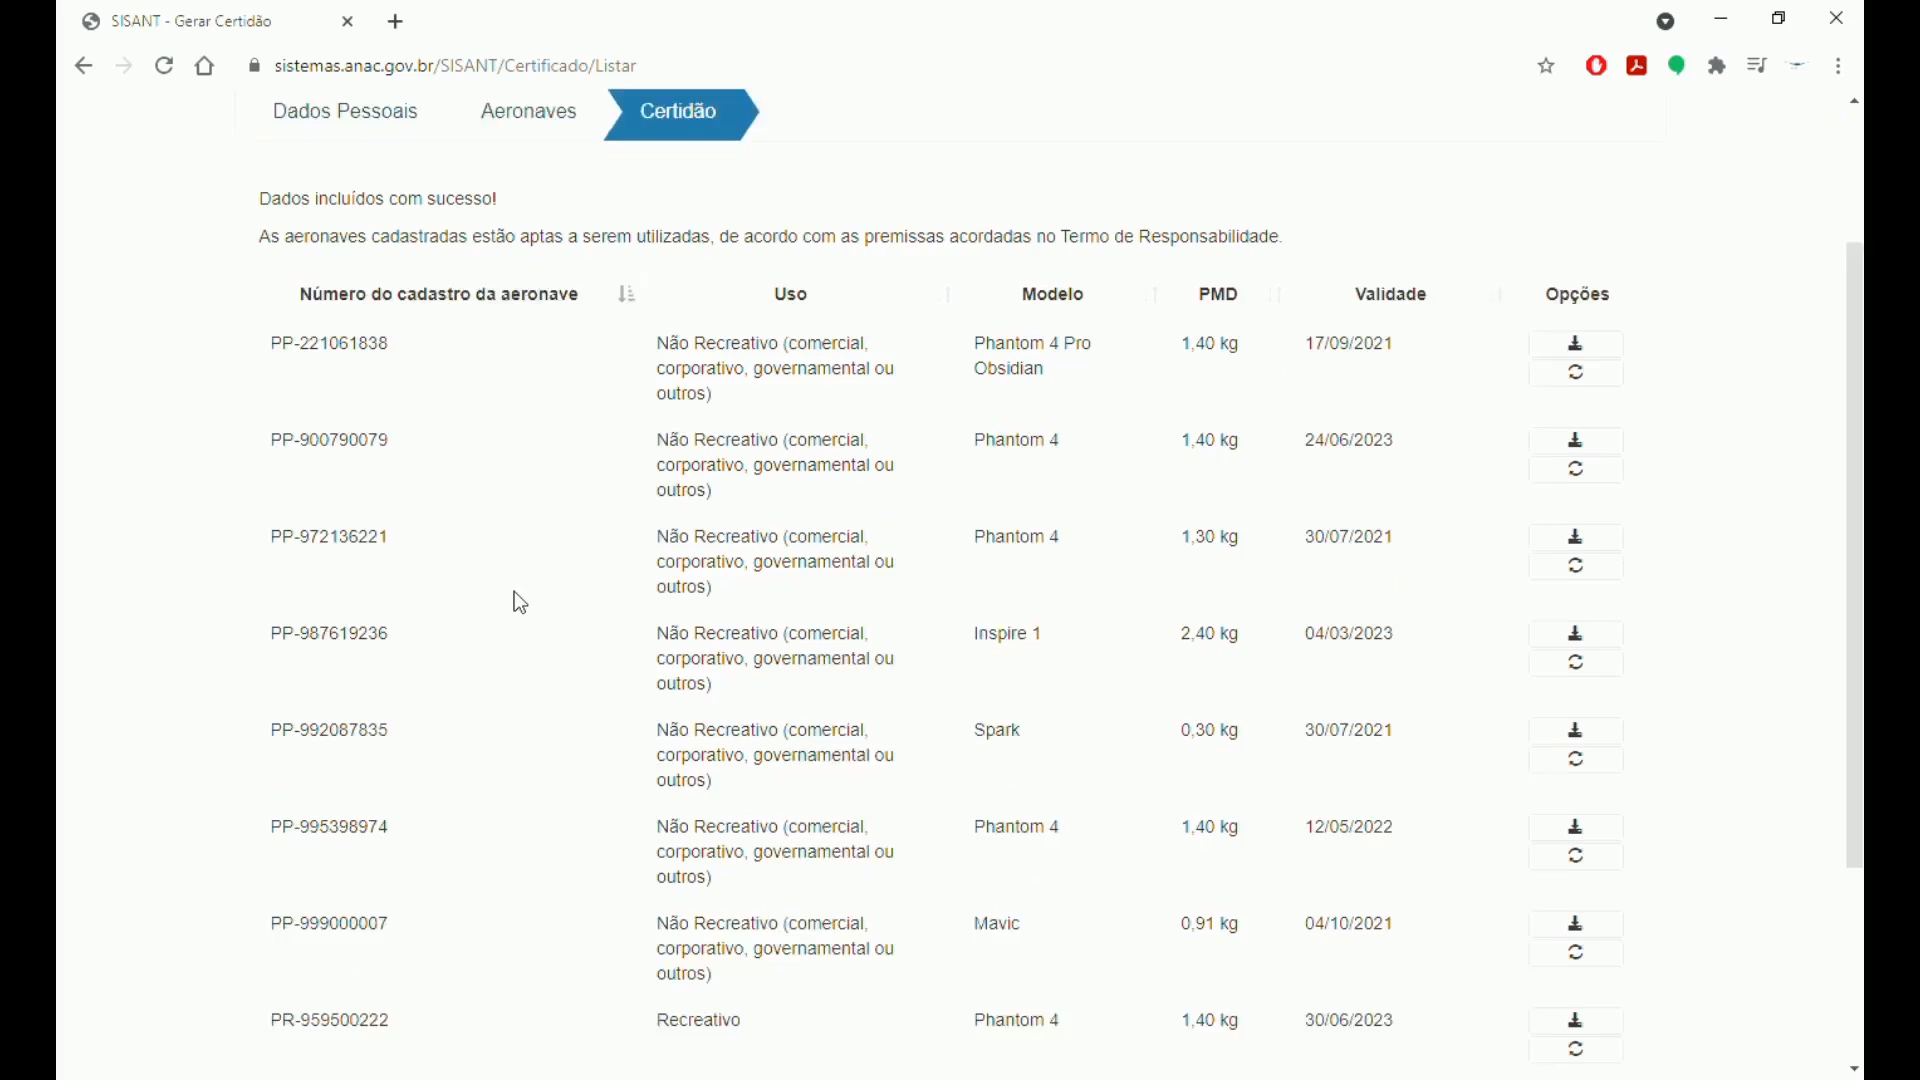 SISANT - Gerar Certidão
sistemas.anac.gov.br/SISANT/Certificado/Listar
Dados Pessoais Aeronaves Certidão
Dados incluídos com sucesso!
As aeronaves cadastradas estão aptas a serem utilizadas, de acordo com as premissas acordadas no Termo de Responsabilidade.
Número do cadastro da aeronave Uso Modelo PMD Validade Opções
PP-221061838 Não Recreativo (comercial, Phantom 4 Pro 1,40 kg 17/09/2021
corporativo, governamental ou Obsidian
outros)
PP-900790079 Não Recreativo (comercial, Phantom 4 1,40 kg 24/06/2023
corporativo, governamental ou
outros)
PP-972136221 Não Recreativo (comercial, Phantom 4 1,30 kg 30/07/2021
corporativo, governamental ou
outros)
PP-987619236 Não Recreativo (comercial, Inspire 1 2,40 kg 04/03/2023
corporativo, governamental ou
outros)
PP-992087835 Não Recreativo (comercial, Spark 0,30 kg 30/07/2021
corporativo, governamental ou
outros)
PP-995398974 Não Recreativo (comercial, Phantom 4 1,40 kg 12/05/2022
corporativo, governamental ou
outros)
PP-999000007 Não Recreativo (comercial, Mavic 0,91 kg 04/10/2021
corporativo, governamental ou
outros)
PR-959500222 Recreativo Phantom 4 1,40 kg 30/06/2023